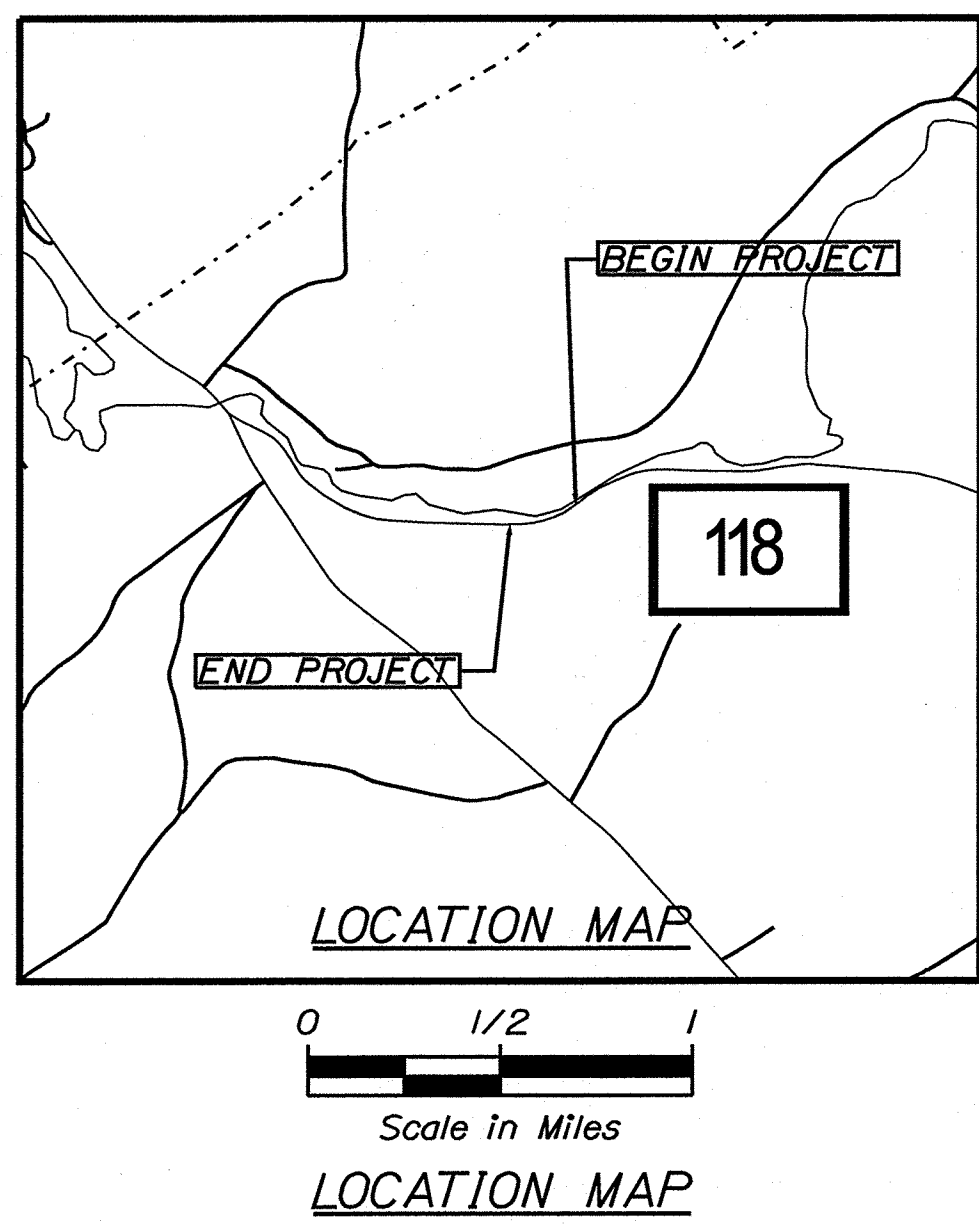 BEGIN PROJECT
118
END PROJECT
LOCATION MAP
0 1/2 1
Scale in Miles
LOCATION MAP